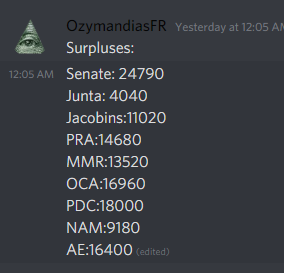 OzymandiasFR Yesterday at 12:05 AM
Surpluses:
12:05 AM Senate: 24790
Junta: 4040
Jacobins:11020
PRA:14680
MMR:13520
OCA:16960
PDC:18000
NAM:9180
AE:16400 (edited)